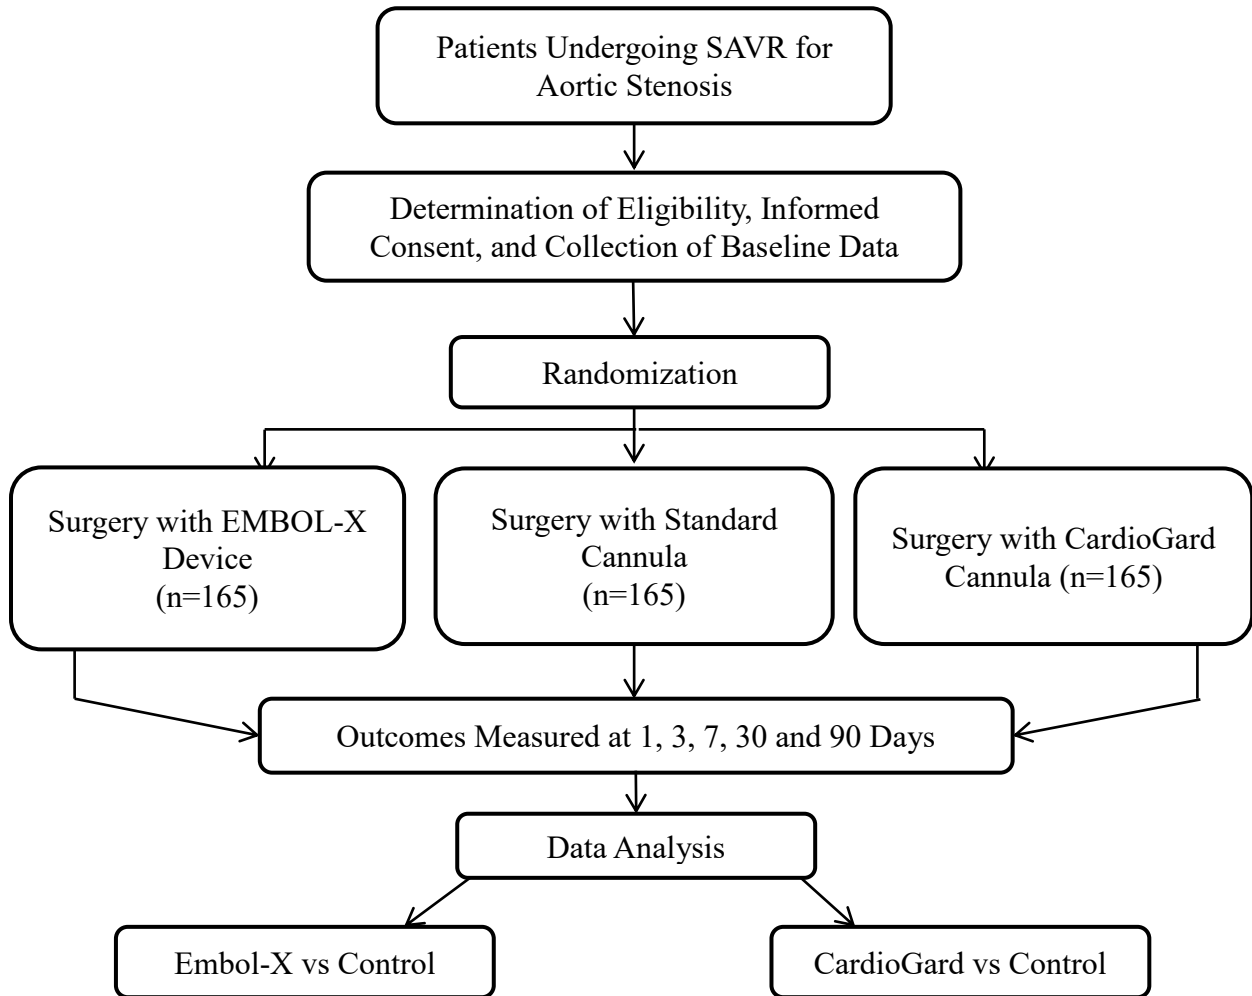 Patients Undergoing SAVR for
Aortic Stenosis
Determination of Eligibility, Informed
Consent, and Collection of Baseline Data
Randomization
Surgery with EMBOL-X
Device
(n=165)
Surgery with Standard
Cannula
(n=165)
Surgery with CardioGard
Cannula (n=165)
Outcomes Measured at 1, 3, 7, 30 and 90 Days
Data Analysis
Embol-X vs Control
CardioGard vs Control